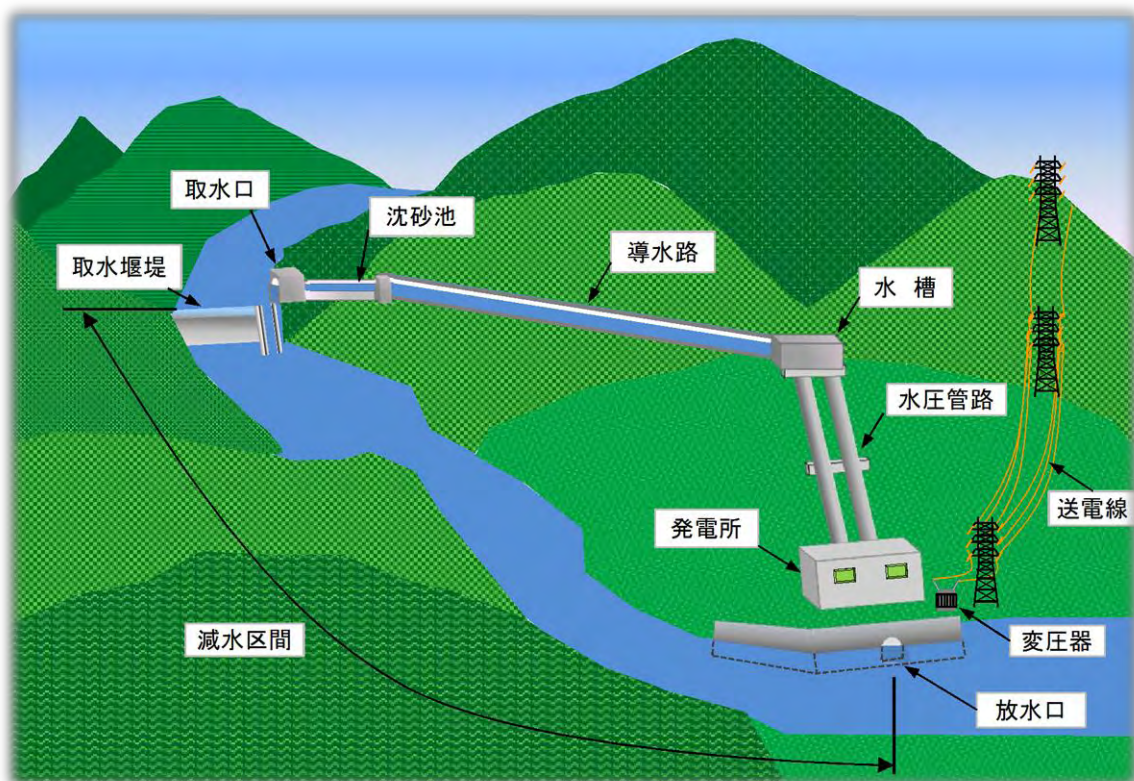 取水口
沈砂池
取水堰堤
導水路
水 槽
水圧管路
送電線
発電所
減水区間
変圧器
放水口